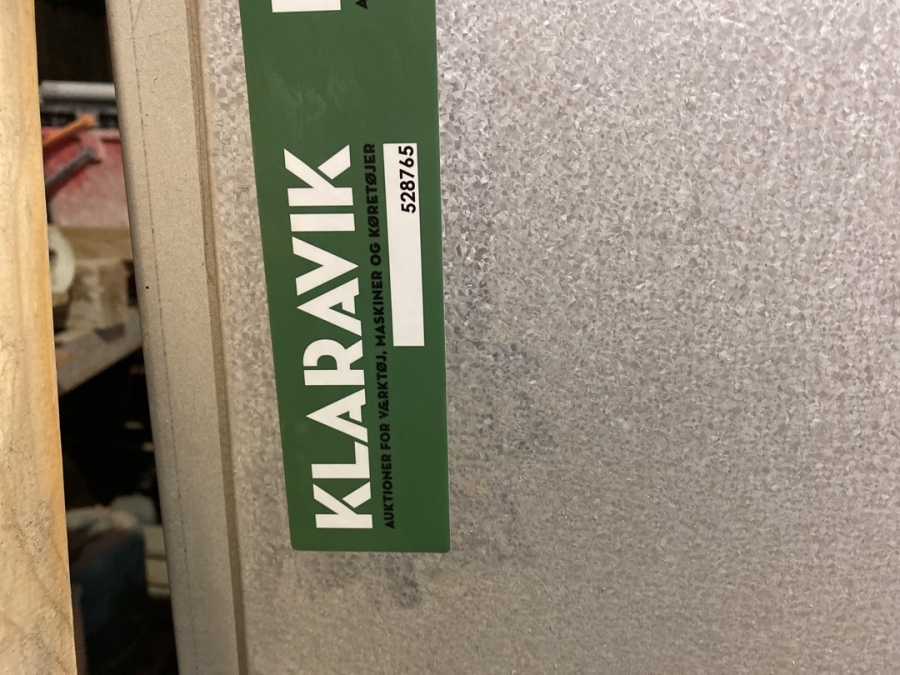 KLARAVIK
AUKTIONER FOR VÆRKTØJ, MASKINER OG KØRETØJER
528765